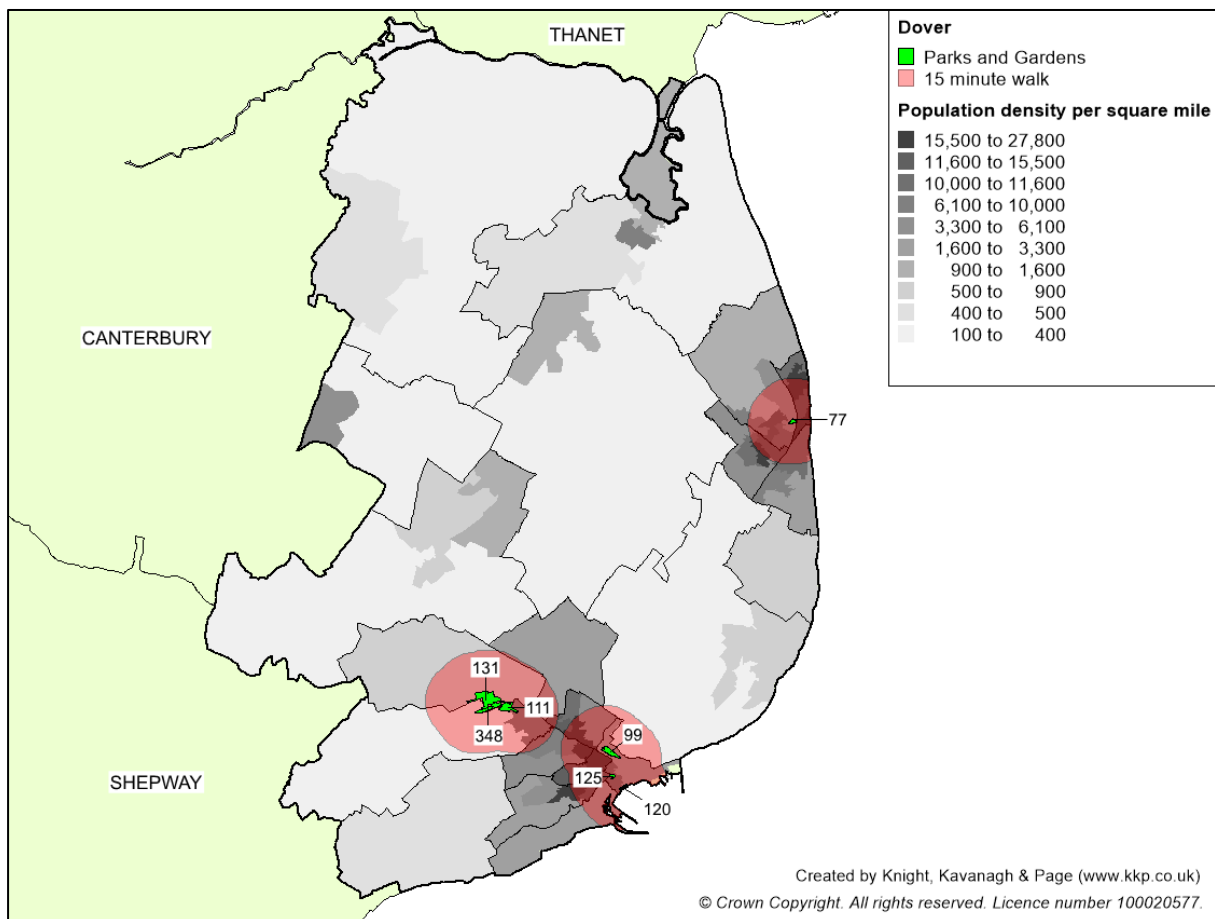 THANET
CANTERBURY
SHEPWAY
77
131
111
348
99
125
120
Dover
Parks and Gardens
15 minute walk
Population density per square mile
15,500 to 27,800
11,600 to 15,500
10,000 to 11,600
6,100 to 10,000
3,300 to 6,100
1,600 to 3,300
900 to 1,600
500 to 900
400 to 500
100 to 400
Created by Knight, Kavanagh & Page (www.kkp.co.uk)
© Crown Copyright. All rights reserved. Licence number 100020577.